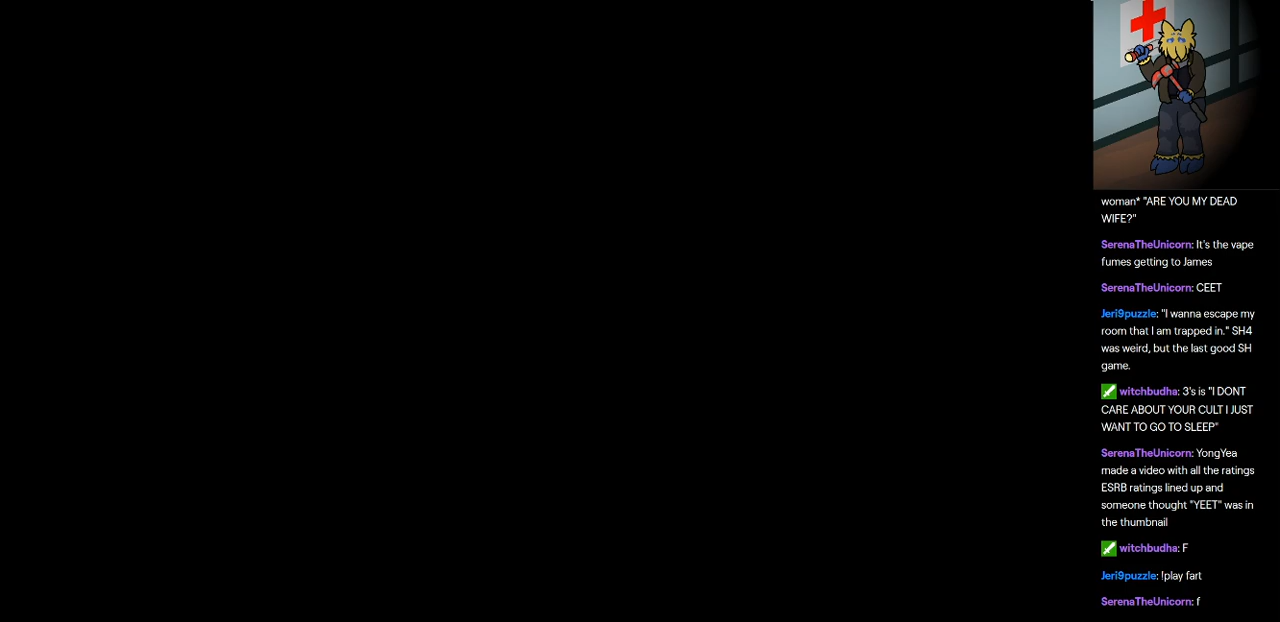 woman* "ARE YOU MY DEAD
WIFE?"
SerenaTheUnicorn: It's the vape
fumes getting to James
SerenaTheUnicorn: CEET
Jeri9puzzle: "I wanna escape my
room that I am trapped in." SH4
was weird, but the last good SH
game.
witchbudha: 3's is "I DONT
CARE ABOUT YOUR CULT I JUST
WANT TO GO TO SLEEP"
SerenaTheUnicorn: YongYea
made a video with all the ratings
ESRB ratings lined up and
someone thought "YEET" was in
the thumbnail
witchbudha: F
Jeri9puzzle: !play fart
SerenaTheUnicorn: f